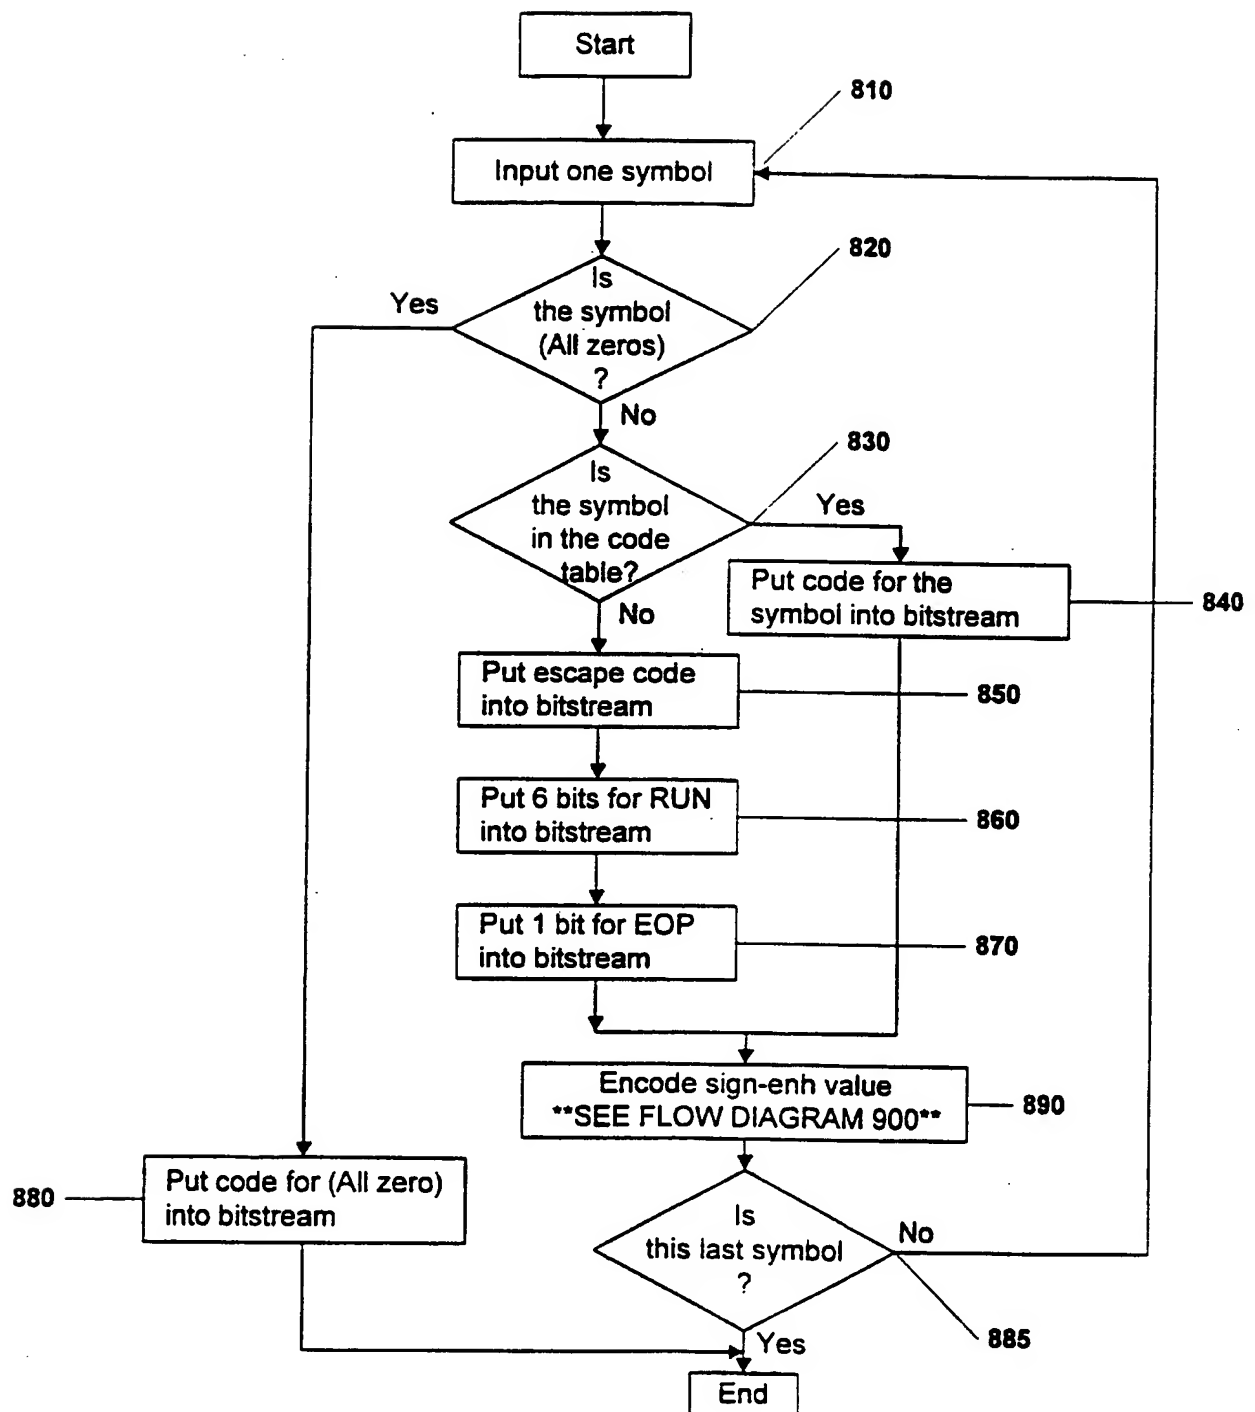 Start
810
Input one symbol
820
Yes
Is
the symbol
(All zeros)
?
No
830
Is
the symbol
in the code
table?
Yes
Put code for the
symbol into bitstream
840
No
Put escape code
into bitstream
850
Put 6 bits for RUN
into bitstream
860
Put 1 bit for EOP
into bitstream
870
Encode sign-enh value
**SEE FLOW DIAGRAM 900**
890
880
Put code for (All zero)
into bitstream
Is
this last symbol
?
No
885
Yes
End